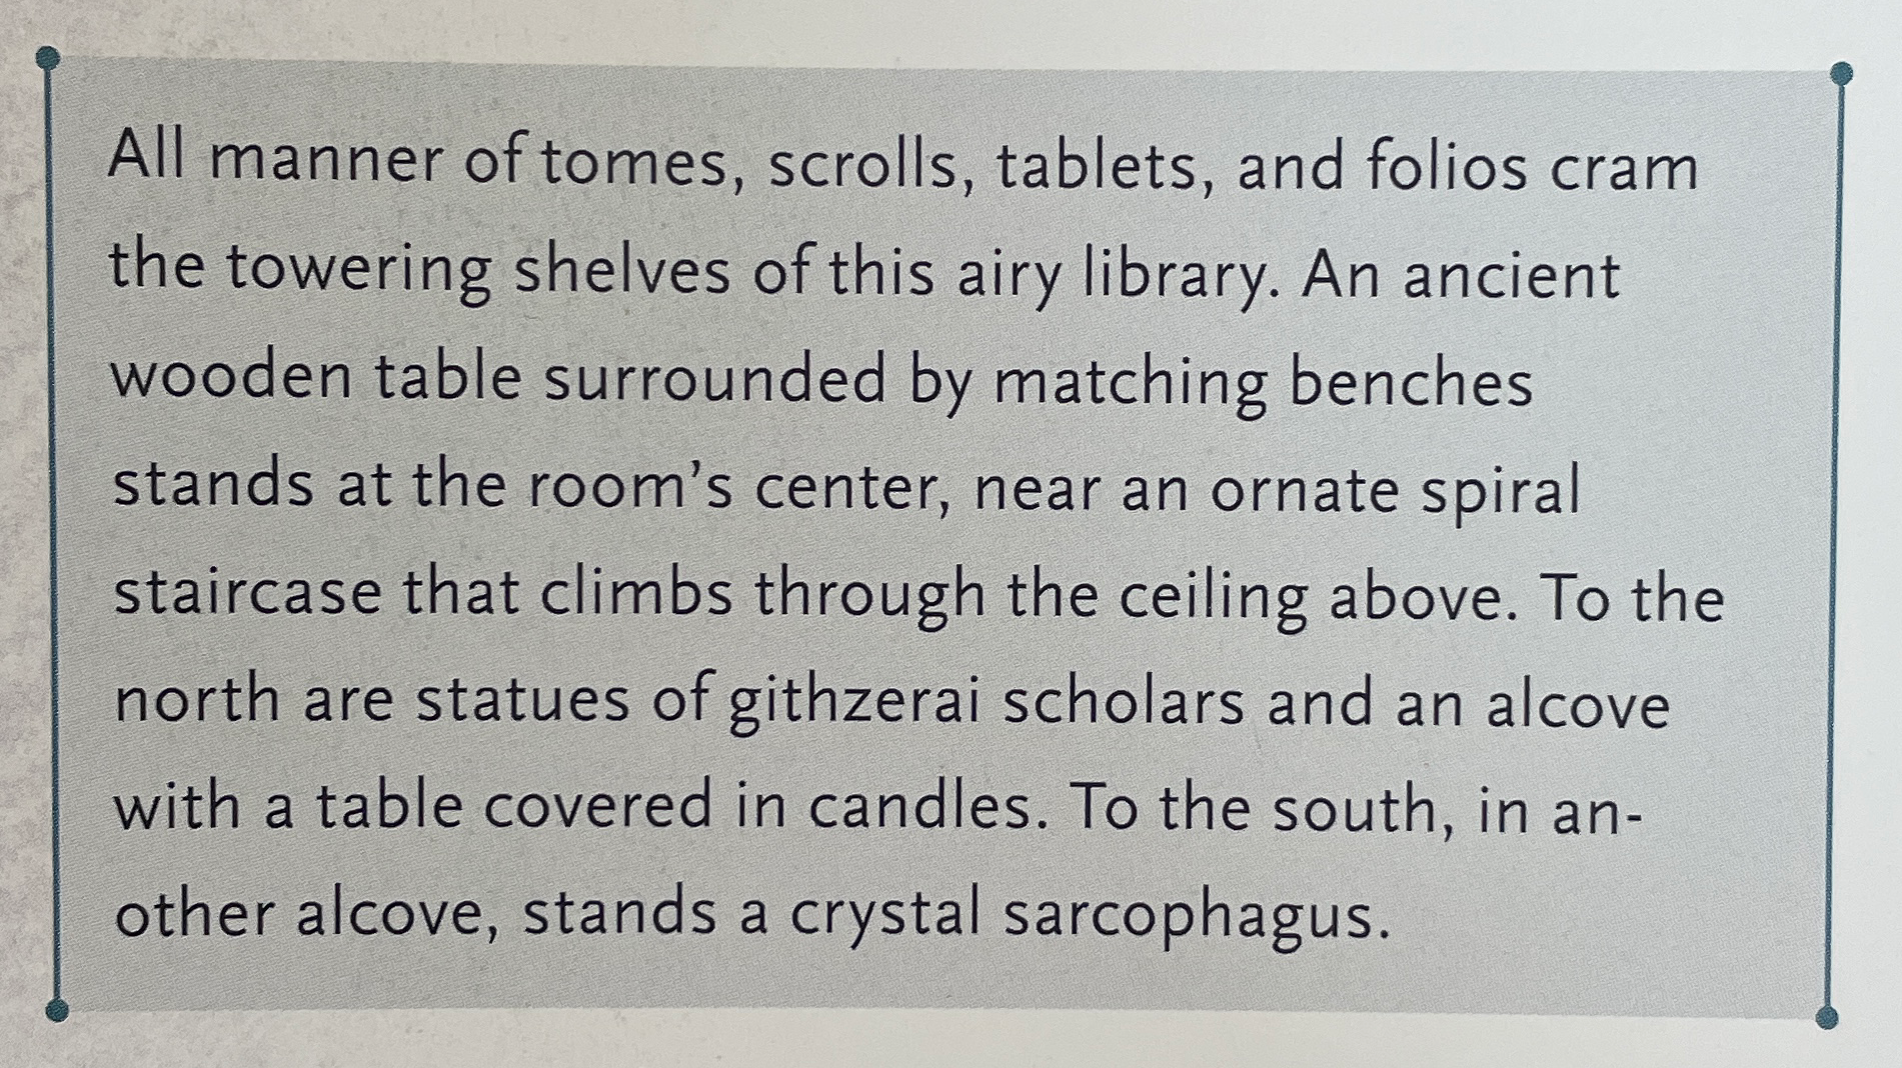 All manner of tomes, scrolls, tablets, and folios cram
the towering shelves of this airy library. An ancient
wooden table surrounded by matching benches
stands at the room’s center, near an ornate spiral
staircase that climbs through the ceiling above. To the
north are statues of githzerai scholars and an alcove
with a table covered in candles. To the south, in an-
other alcove, stands a crystal sarcophagus.